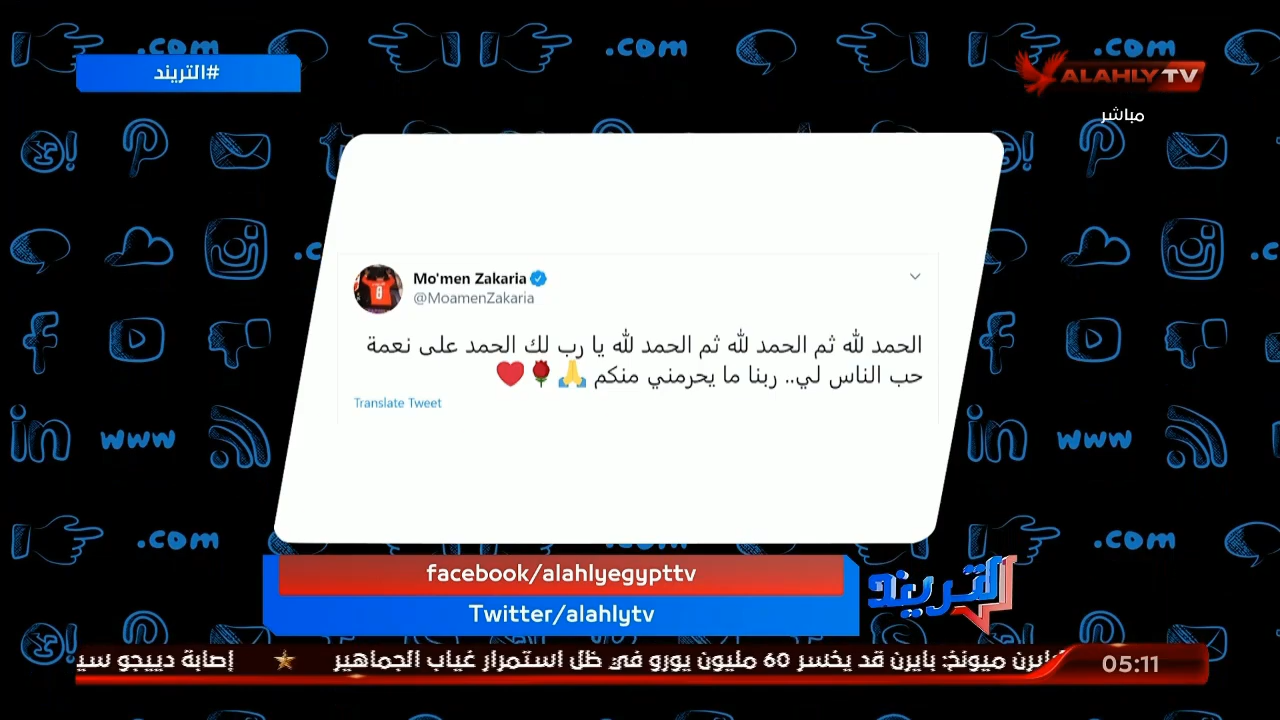 #التريند
ALAHLY TV
مباشر
Mo'men Zakaria
@MoamenZakaria
الحمد لله ثم الحمد لله ثم الحمد لله يا رب لك الحمد على نعمة
حب الناس لي.. ربنا ما يحرمني منكم 🙏🌹❤️
Translate Tweet
facebook/alahlyegypttv
Twitter/alahlytv
التريند
بايرن ميونخ: بايرن قد يخسر 60 مليون يورو في ظل استمرار غياب الجماهير ★ إصابة دييجو
05:11